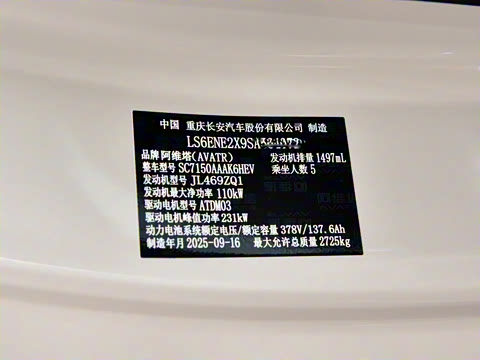 中国 重庆长安汽车股份有限公司 制造
LS6ENE2X9SA
品牌 阿维塔(AVATR) 发动机排量 1497mL
整车型号 SC7150AAAK6HEV 乘坐人数 5
发动机型号 JL469ZQ1
发动机最大净功率 110kW
驱动电机型号 ATDM03
驱动电机峰值功率 231kW
动力电池系统额定电压/额定容量 378V/137.6Ah
制造年月 2025-09-16 最大允许总质量 2725kg